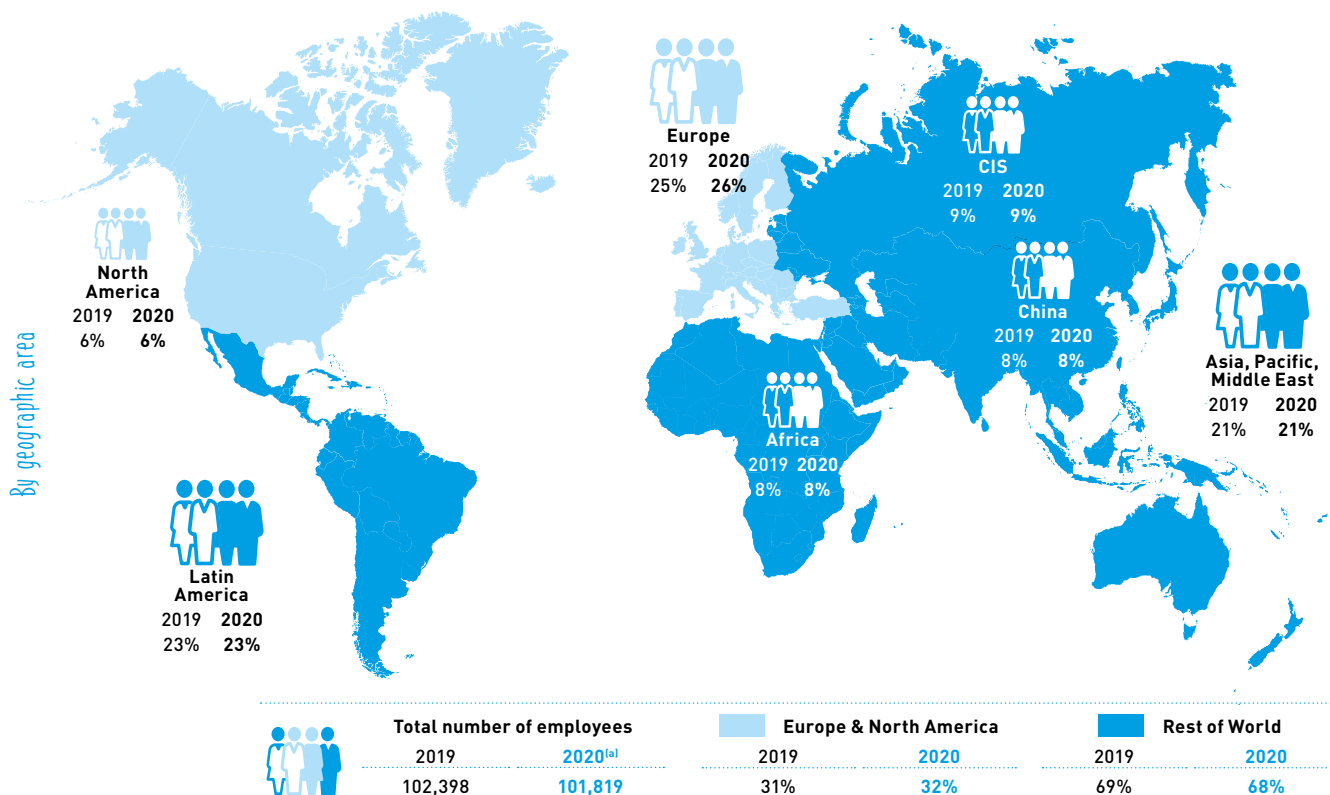 By geographic area
Europe
2019 2020
25% 26%
CIS
2019 2020
9% 9%
North
America
2019 2020
6% 6%
China
2019 2020
8% 8%
Asia, Pacific,
Middle East
2019 2020
21% 21%
Africa
2019 2020
8% 8%
Latin
America
2019 2020
23% 23%
Total number of employees
2019 2020(a)
102,398 101,819
Europe & North America
2019 2020
31% 32%
Rest of World
2019 2020
69% 68%